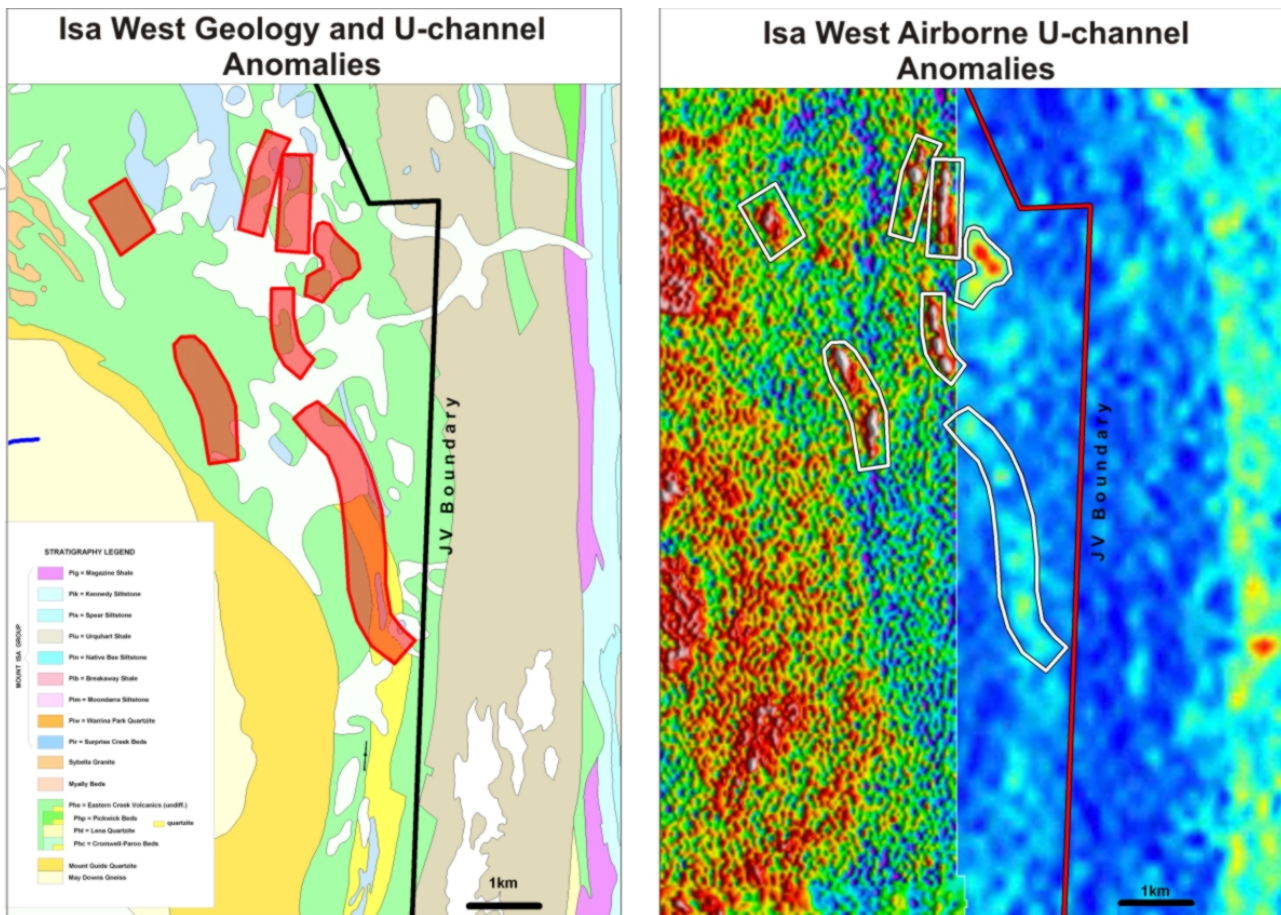 Isa West Geology and U-channel
Anomalies
JV Boundary
STRATIGRAPHY LEGEND
MOUNT ISA GROUP
Pig = Magazine Shale
Pik = Kennedy Siltstone
Pis = Spear Siltstone
Piu = Urquhart Shale
Pin = Native Bee Siltstone
Pib = Breakaway Shale
Pim = Moondarra Siltstone
Piw = Warrina Park Quartzite
Pir = Surprise Creek Beds
Sybella Granite
Myally Beds
Phe = Eastern Creek Volcanics (undiff.)
Php = Pickwick Beds
quartzite
Phl = Lena Quartzite
Phc = Cromwell-Paroo Beds
Mount Guide Quartzite
May Downs Gneiss
1km
Isa West Airborne U-channel
Anomalies
JV Boundary
1km